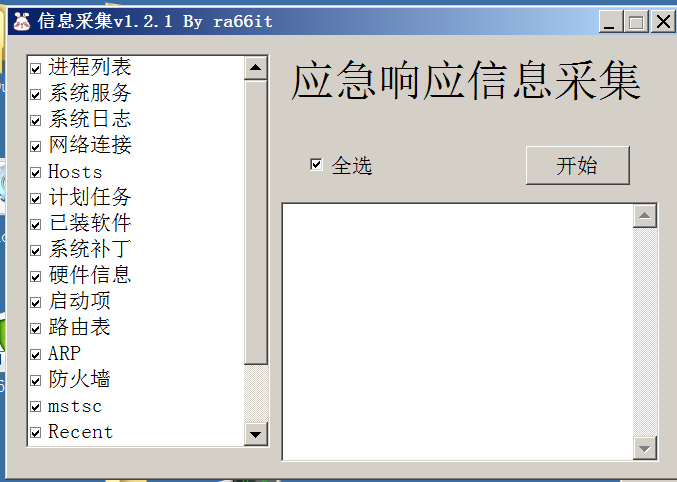 信息采集v1.2.1 By ra66it
进程列表
系统服务
系统日志
网络连接
Hosts
计划任务
已装软件
系统补丁
硬件信息
启动项
路由表
ARP
防火墙
mstsc
Recent
应急响应信息采集
全选
开始